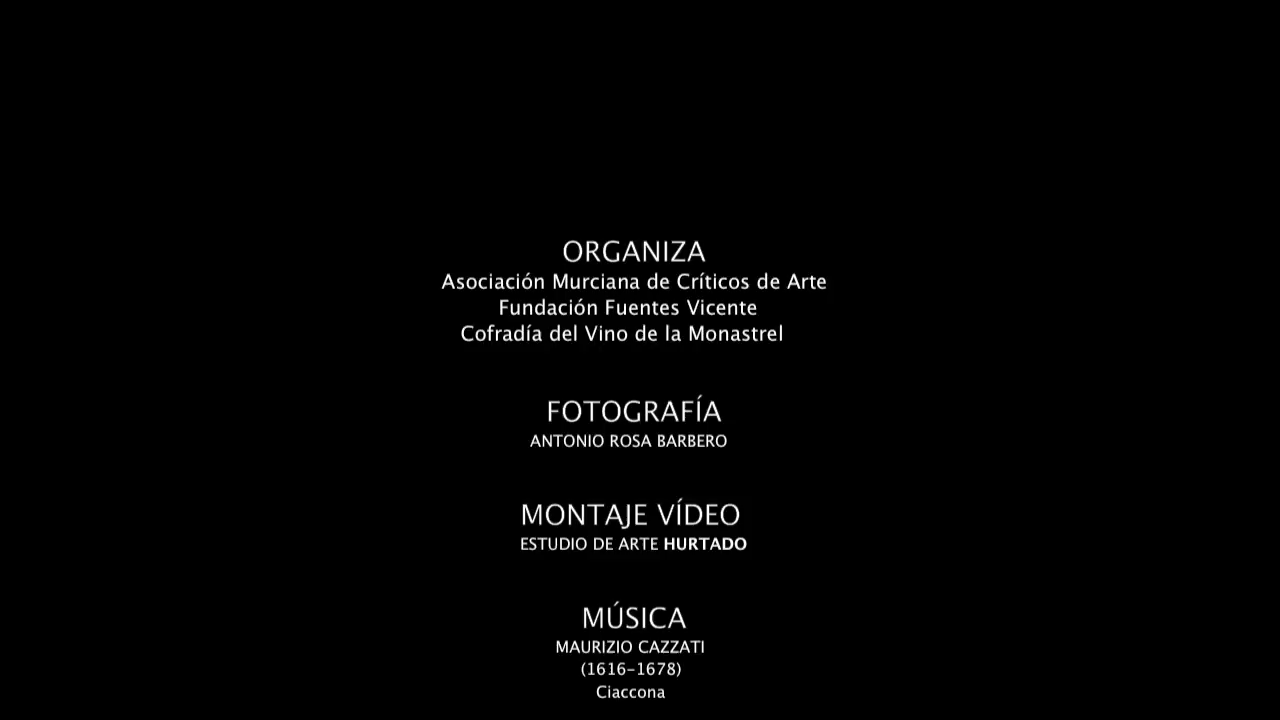 ORGANIZA
Asociación Murciana de Críticos de Arte
Fundación Fuentes Vicente
Cofradía del Vino de la Monastrel
FOTOGRAFÍA
ANTONIO ROSA BARBERO
MONTAJE VÍDEO
ESTUDIO DE ARTE HURTADO
MÚSICA
MAURIZIO CAZZATI
(1616-1678)
Ciaccona